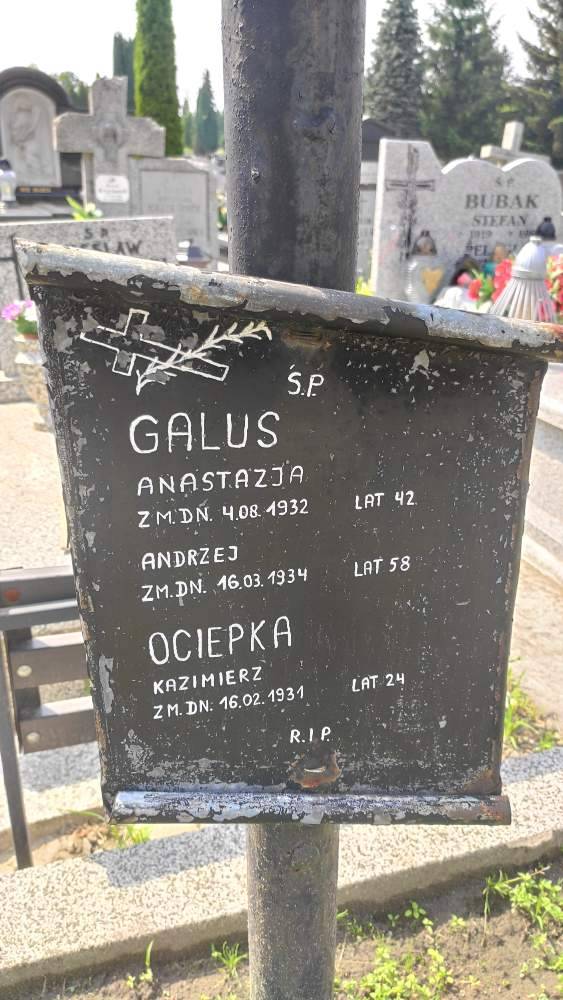 Ś.P.
GALUS
ANASTAZJA
ZM.DN. 4.08.1932 LAT 42
ANDRZEJ
ZM.DN. 16.03.1934 LAT 58
OCIEPKA
KAZIMIERZ
ZM.DN. 16.02.1931 LAT 24
R.I.P.
Ś.P.
BUBAK
STEFAN
1919
Ś.P.